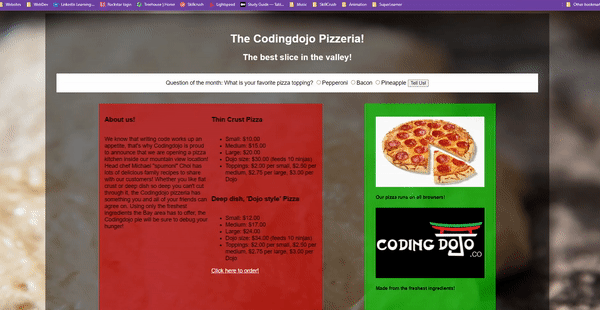 Websites WebDev LinkedIn Learning... Rockstar login Treehouse | Home Skillcrush Lightspeed Study Guide — Tabl... Music SkillCrush Animation SuperLearner Other bookmarks
The Codingdojo Pizzeria!
The best slice in the valley!
Question of the month: What is your favorite pizza topping? Pepperoni Bacon Pineapple Tell Us!
About us!
We know that writing code works up an
appetite, that's why Codingdojo is proud
to announce that we are opening a pizza
kitchen inside our mountain view location!
Head chef Michael "spumoni" Choi has
lots of delicious family recipes to share
with our customers! Whether you like flat
crust or deep dish so deep you can't cut
through it, the Codingdojo pizzeria has
something you and all of your friends can
agree on. Using only the freshest
ingredients the Bay area has to offer, the
Codingdojo pie will be sure to debug your
hunger!
Thin Crust Pizza
Small: $10.00
Medium: $15.00
Large: $20.00
Dojo size: $30.00 (feeds 10 ninjas)
Toppings: $2.00 per small, $2.50 per
medium, $2.75 per large, $3.00 per
Dojo
Deep dish, 'Dojo style' Pizza
Small: $12.00
Medium: $17.00
Large: $24.00
Dojo size: $34.00 (feeds 10 ninjas)
Toppings: $2.00 per small, $2.50 per
medium, $2.75 per large, $3.00 per
Dojo
Click here to order!
Our pizza runs on all browsers!
CODING DOJO
.CO
Made from the freshest ingredients!